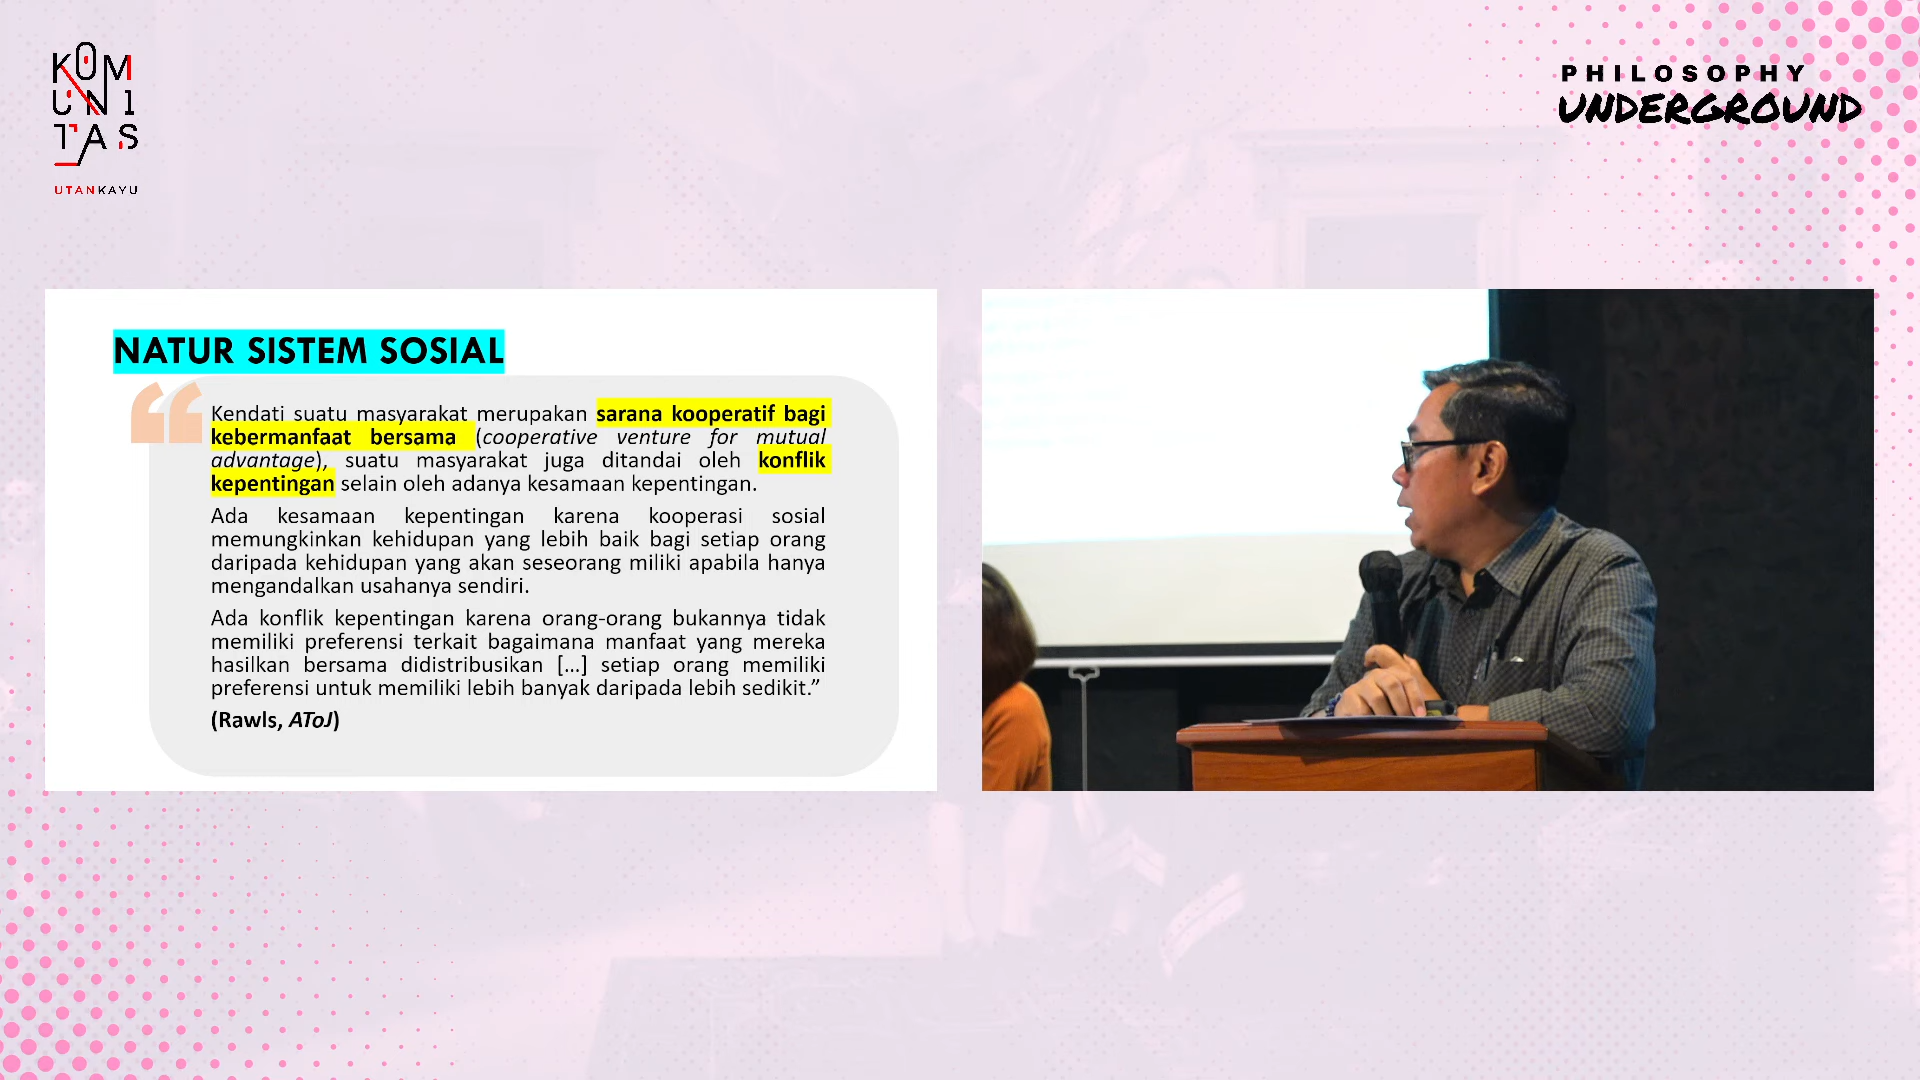 KOM
UNI
TAS
UTANKAYU
PHILOSOPHY
UNDERGROUND
NATUR SISTEM SOSIAL
“
Kendati suatu masyarakat merupakan sarana kooperatif bagi
kebermanfaat bersama (cooperative venture for mutual
advantage), suatu masyarakat juga ditandai oleh konflik
kepentingan selain oleh adanya kesamaan kepentingan.
Ada kesamaan kepentingan karena kooperasi sosial
memungkinkan kehidupan yang lebih baik bagi setiap orang
daripada kehidupan yang akan seseorang miliki apabila hanya
mengandalkan usahanya sendiri.
Ada konflik kepentingan karena orang-orang bukannya tidak
memiliki preferensi terkait bagaimana manfaat yang mereka
hasilkan bersama didistribusikan [...] setiap orang memiliki
preferensi untuk memiliki lebih banyak daripada lebih sedikit.”
(Rawls, AToJ)